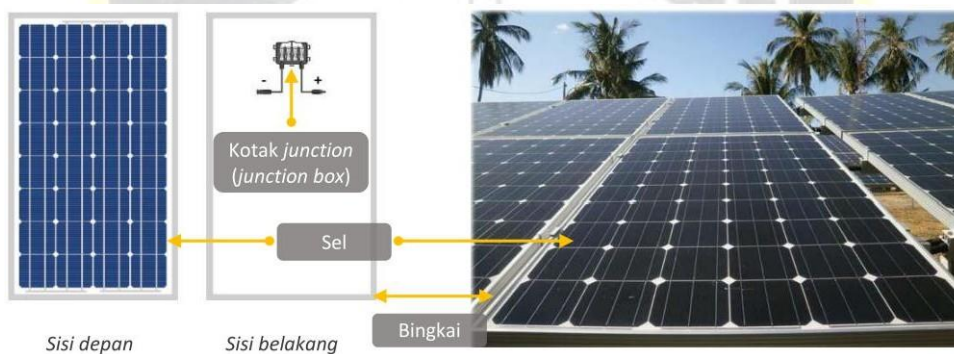 - +
Kotak junction
(junction box)
Sel
Bingkai
Sisi depan
Sisi belakang